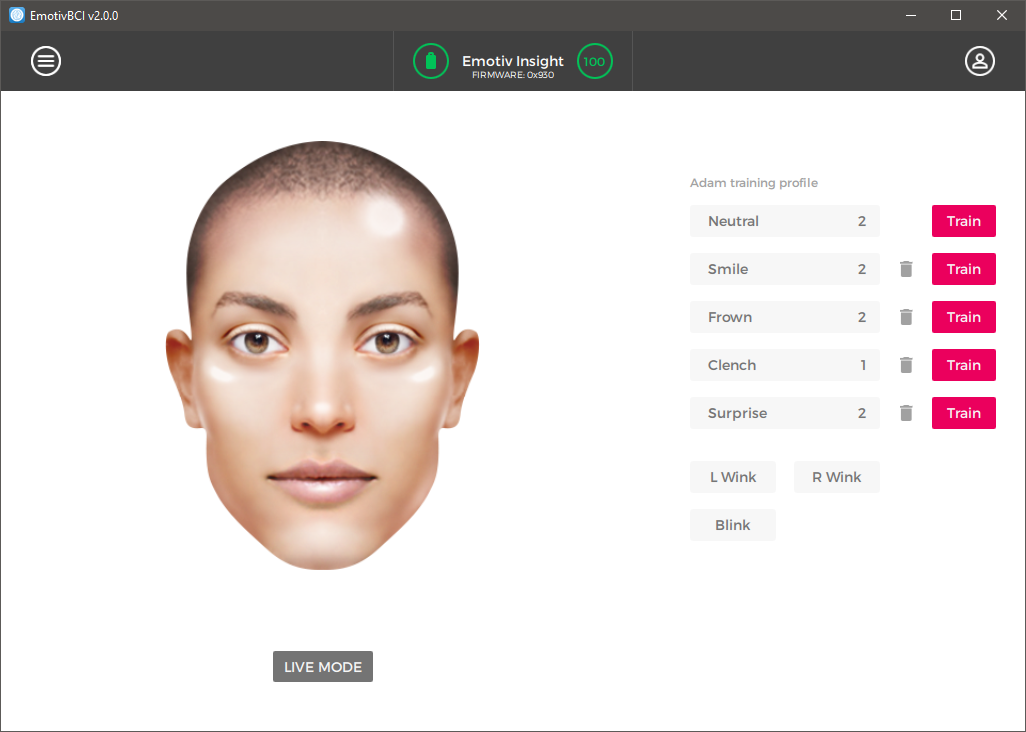 EmotivBCI v2.0.0
Emotiv Insight
FIRMWARE: 0x930
100
Adam training profile
Neutral 2 Train
Smile 2 Train
Frown 2 Train
Clench 1 Train
Surprise 2 Train
L Wink R Wink
Blink
LIVE MODE